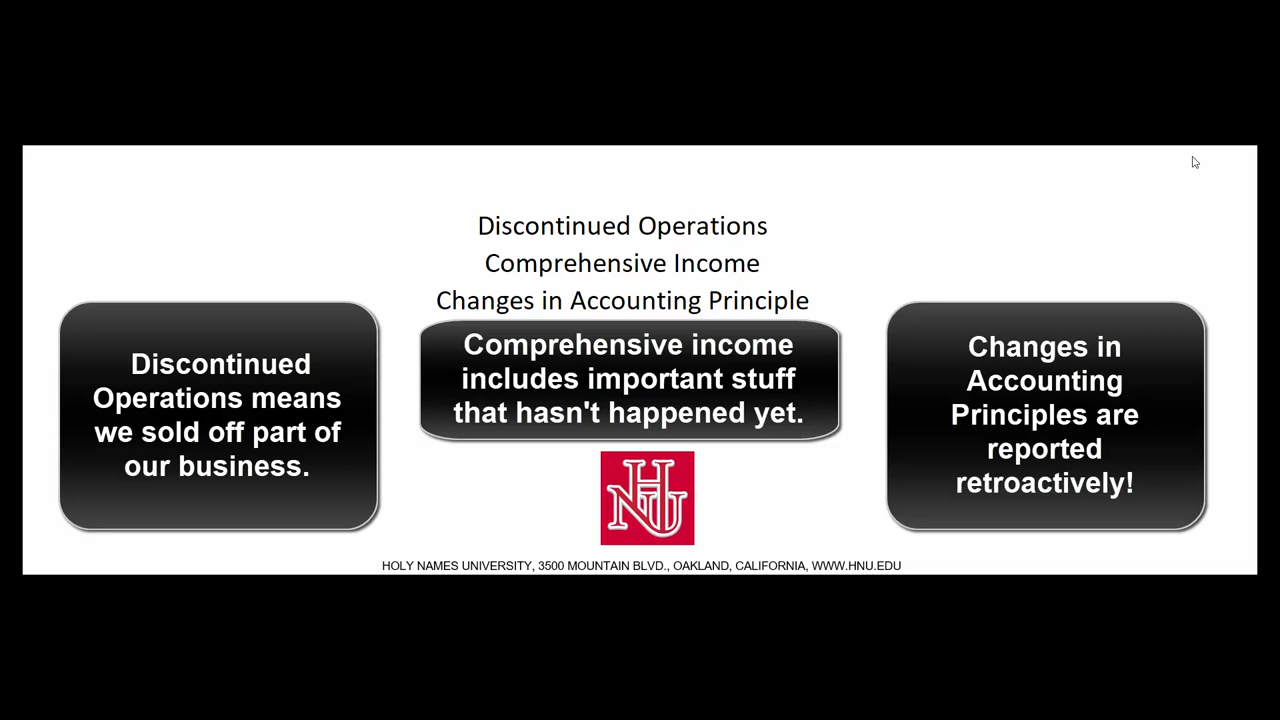 Discontinued Operations
Comprehensive Income
Changes in Accounting Principle
Discontinued
Operations means
we sold off part of
our business.
Comprehensive income
includes important stuff
that hasn't happened yet.
Changes in
Accounting
Principles are
reported
retroactively!
HNU
HOLY NAMES UNIVERSITY, 3500 MOUNTAIN BLVD., OAKLAND, CALIFORNIA, WWW.HNU.EDU